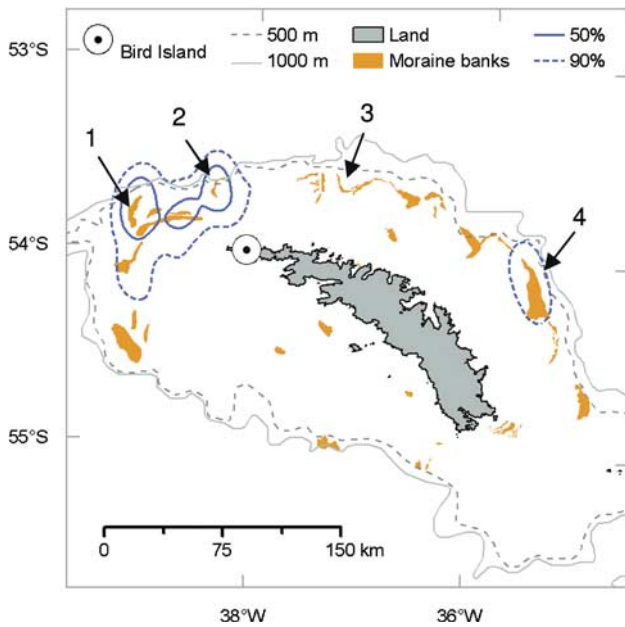 53°S
54°S
55°S
Bird Island
500 m
1000 m
Land
Moraine banks
50%
90%
1
2
3
4
0
75
150 km
38°W
36°W